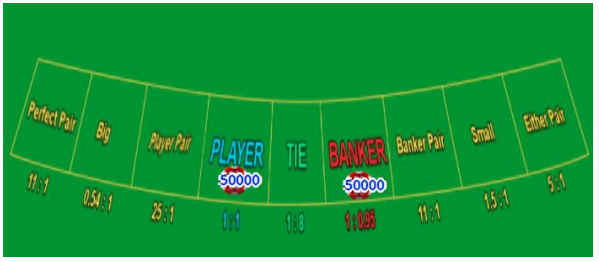 Perfect Pair
Big
Player Pair
PLAYER
TIE
BANKER
Banker Pair
Small
Either Pair
50000
50000
11 : 1
0.54 : 1
25 : 1
1 : 1
1 : 8
1 : 0.95
11 : 1
1.5 : 1
5 : 1